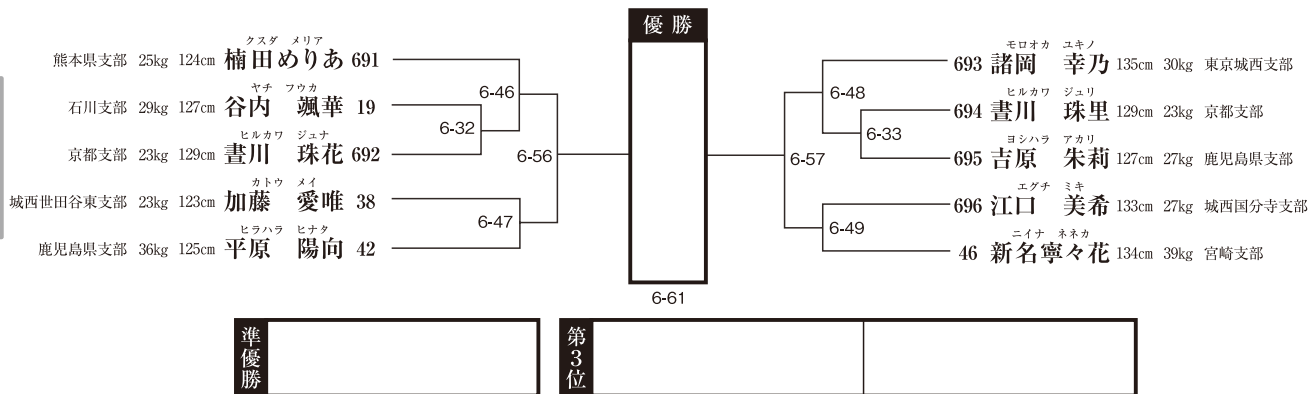 優勝
クスダ メリア
熊本県支部 25kg 124cm 楠田めりあ 691
ヤチ フウカ
石川支部 29kg 127cm 谷内 颯華 19
ヒルカワ ジュナ
京都支部 23kg 129cm 晝川 珠花 692
カトウ メイ
城西世田谷東支部 23kg 123cm 加藤 愛唯 38
ヒラハラ ヒナタ
鹿児島県支部 36kg 125cm 平原 陽向 42
6-46
6-32
6-56
6-47
モロオカ ユキノ
693 諸岡 幸乃 135cm 30kg 東京城西支部
ヒルカワ ジュリ
694 晝川 珠里 129cm 23kg 京都支部
ヨシハラ アカリ
695 吉原 朱莉 127cm 27kg 鹿児島県支部
エグチ ミキ
696 江口 美希 133cm 27kg 城西国分寺支部
ニイナ ネネカ
46 新名寧々花 134cm 39kg 宮崎支部
6-48
6-33
6-57
6-49
6-61
準優勝
第3位